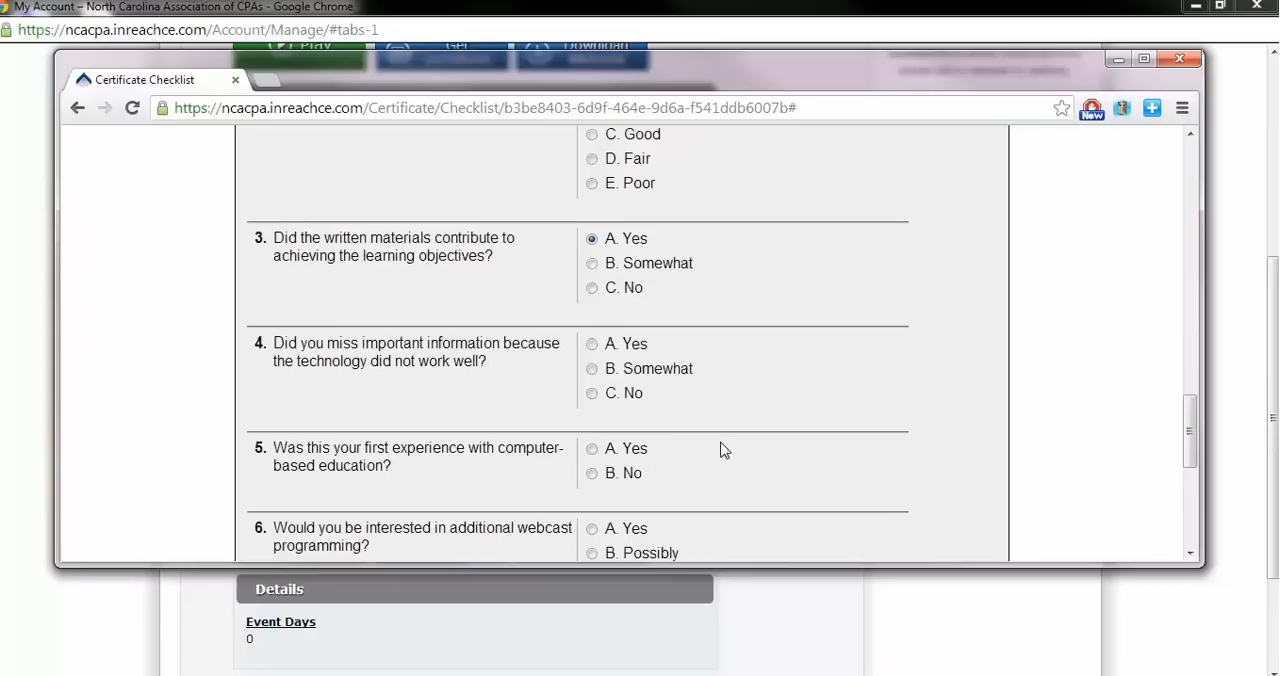 My Account – North Carolina Association of CPAs - Google Chrome
https://ncacpa.inreachce.com/Account/Manage/#tabs-1
Play
Get
Download
Certificate Checklist
https://ncacpa.inreachce.com/Certificate/Checklist/b3be8403-6d9f-464e-9d6a-f541ddb6007b#
New
C. Good
D. Fair
E. Poor
3. Did the written materials contribute to
achieving the learning objectives?
A. Yes
B. Somewhat
C. No
4. Did you miss important information because
the technology did not work well?
A. Yes
B. Somewhat
C. No
5. Was this your first experience with computer-
based education?
A. Yes
B. No
6. Would you be interested in additional webcast
programming?
A. Yes
B. Possibly
Details
Event Days
0